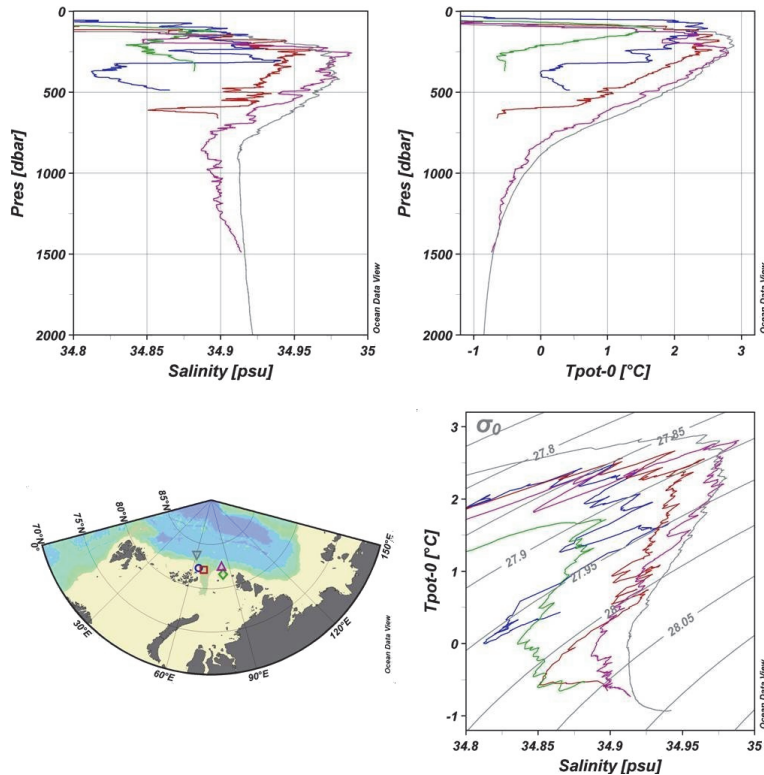 0
500
1000
1500
2000
Pres [dbar]
34.8
34.85
34.9
34.95
35
Salinity [psu]
Ocean Data View
0
500
1000
1500
2000
Pres [dbar]
-1
0
1
2
3
Tpot-0 [°C]
Ocean Data View
70°N
75°N
80°N
85°N
150°E
120°E
90°E
60°E
30°E
Ocean Data View
σ0
27.8
27.85
27.9
27.95
28.05
3
2
1
0
-1
Tpot-0 [°C]
34.8
34.85
34.9
34.95
35
Salinity [psu]
Ocean Data View